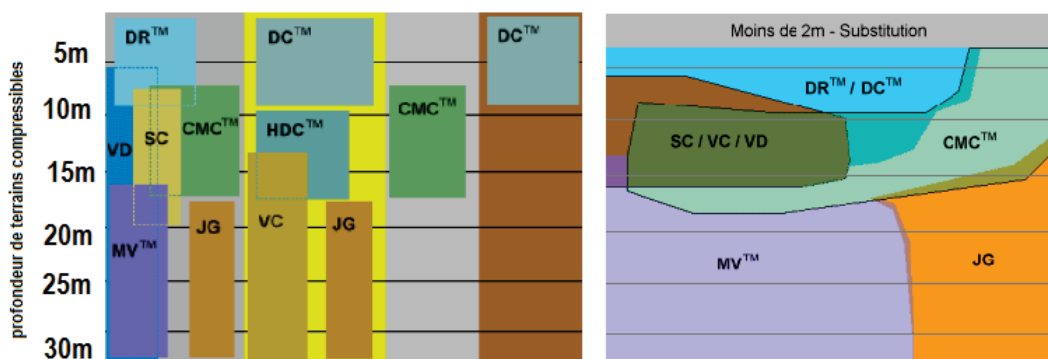 profondeur de terrains compressibles
5m
10m
15m
20m
25m
30m
DR™
DC™
DC™
VD
SC
CMC™
HDC™
CMC™
MV™
JG
VC
JG
Moins de 2m - Substitution
DR™ / DC™
SC / VC / VD
CMC™
MV™
JG